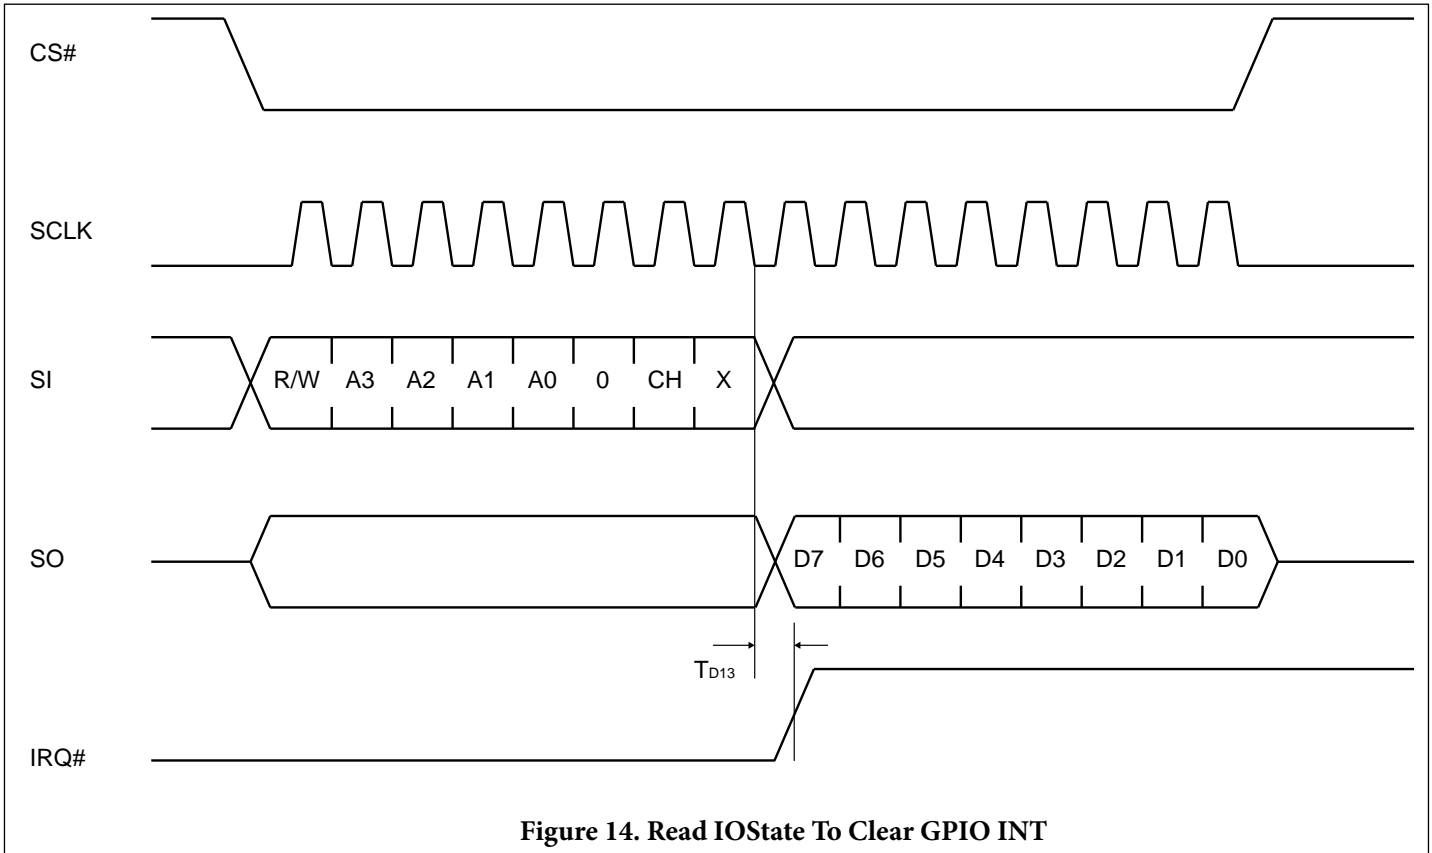 CS#
SCLK
SI
R/W A3 A2 A1 A0 0 CH X
SO
D7 D6 D5 D4 D3 D2 D1 D0
TD13
IRQ#
Figure 14. Read IOState To Clear GPIO INT